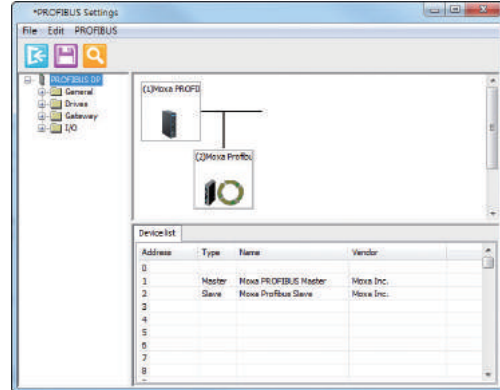 *PROFIBUS Settings
File Edit PROFIBUS
PROFIBUS DP
General
Drives
Gateway
I/O
(1)Moxa PROFI
(2)Moxa Profibu
Device list
Address Type Name Vendor
0
1 Master Moxa PROFIBUS Master Moxa Inc.
2 Slave Moxa Profibus Slave Moxa Inc.
3
4
5
6
7
8